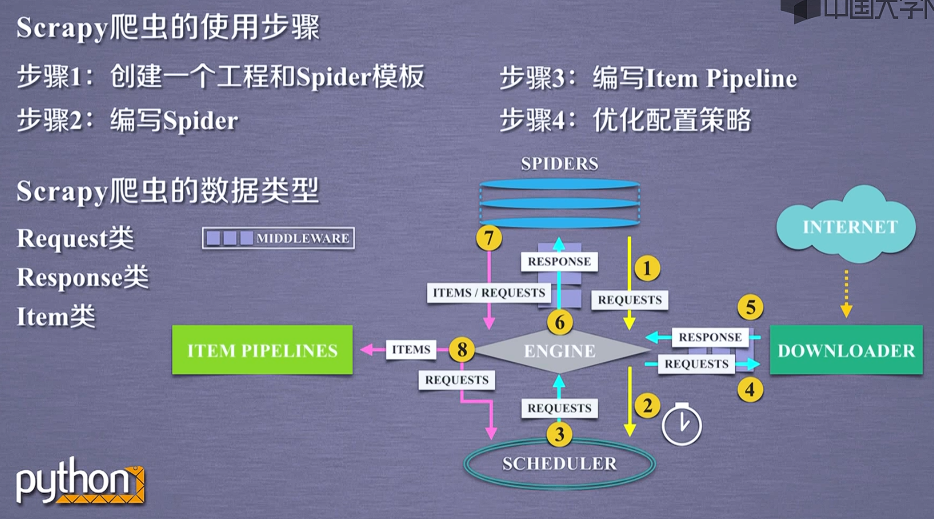 中国大学
Scrapy爬虫的使用步骤
步骤1：创建一个工程和Spider模板
步骤2：编写Spider
步骤3：编写Item Pipeline
步骤4：优化配置策略
Scrapy爬虫的数据类型
Request类
Response类
Item类
MIDDLEWARE
SPIDERS
INTERNET
7
RESPONSE
1
ITEMS / REQUESTS
REQUESTS
6
5
ITEM PIPELINES
ITEMS
8
ENGINE
RESPONSE
REQUESTS
DOWNLOADER
REQUESTS
4
REQUESTS
2
3
SCHEDULER
python